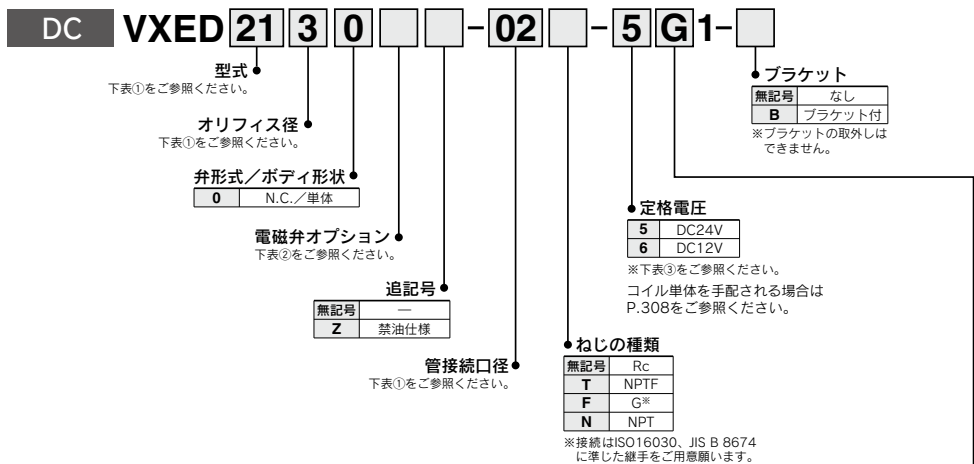 DC VXED 21 3 0 - 02 - 5 G 1-
型式
下表①をご参照ください。
オリフィス径
下表①をご参照ください。
弁形式／ボディ形状
0 N.C.／単体
電磁弁オプション
下表②をご参照ください。
追記号
無記号 —
Z 禁油仕様
管接続口径
下表①をご参照ください。
ねじの種類
無記号 Rc
T NPTF
F G※
N NPT
※接続はISO16030、JIS B 8674
に準じた継手をご用意願います。
定格電圧
5 DC24V
6 DC12V
※下表③をご参照ください。
コイル単体を手配される場合は
P.308をご参照ください。
ブラケット
無記号 なし
B ブラケット付
※ブラケットの取外しは
できません。